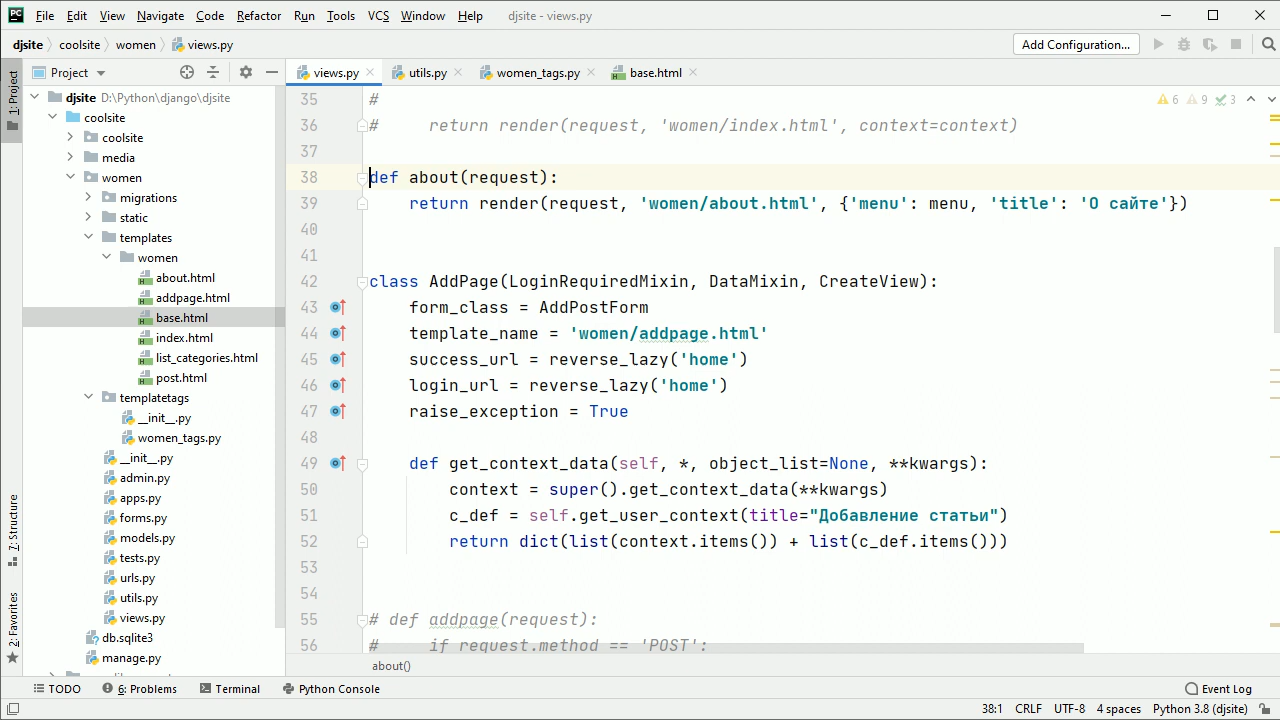 File Edit View Navigate Code Refactor Run Tools VCS Window Help djsite - views.py
djsite coolsite women views.py Add Configuration...
1: Project
Project
views.py utils.py women_tags.py base.html
djsite D:\Python\django\djsite
coolsite
coolsite
media
women
migrations
static
templates
women
about.html
addpage.html
base.html
index.html
list_categories.html
post.html
templatetags
__init__.py
women_tags.py
__init__.py
admin.py
apps.py
forms.py
models.py
tests.py
urls.py
utils.py
views.py
db.sqlite3
manage.py
7: Structure
2: Favorites
6 9 3
35 #
36 #     return render(request, 'women/index.html', context=context)
37
38 def about(request):
39     return render(request, 'women/about.html', {'menu': menu, 'title': 'О сайте'})
40
41
42 class AddPage(LoginRequiredMixin, DataMixin, CreateView):
43     form_class = AddPostForm
44     template_name = 'women/addpage.html'
45     success_url = reverse_lazy('home')
46     login_url = reverse_lazy('home')
47     raise_exception = True
48
49     def get_context_data(self, *, object_list=None, **kwargs):
50         context = super().get_context_data(**kwargs)
51         c_def = self.get_user_context(title="Добавление статьи")
52         return dict(list(context.items()) + list(c_def.items()))
53
54
55 # def addpage(request):
56 #     if request.method == 'POST':
about()
TODO 6: Problems Terminal Python Console Event Log
38:1 CRLF UTF-8 4 spaces Python 3.8 (djsite)